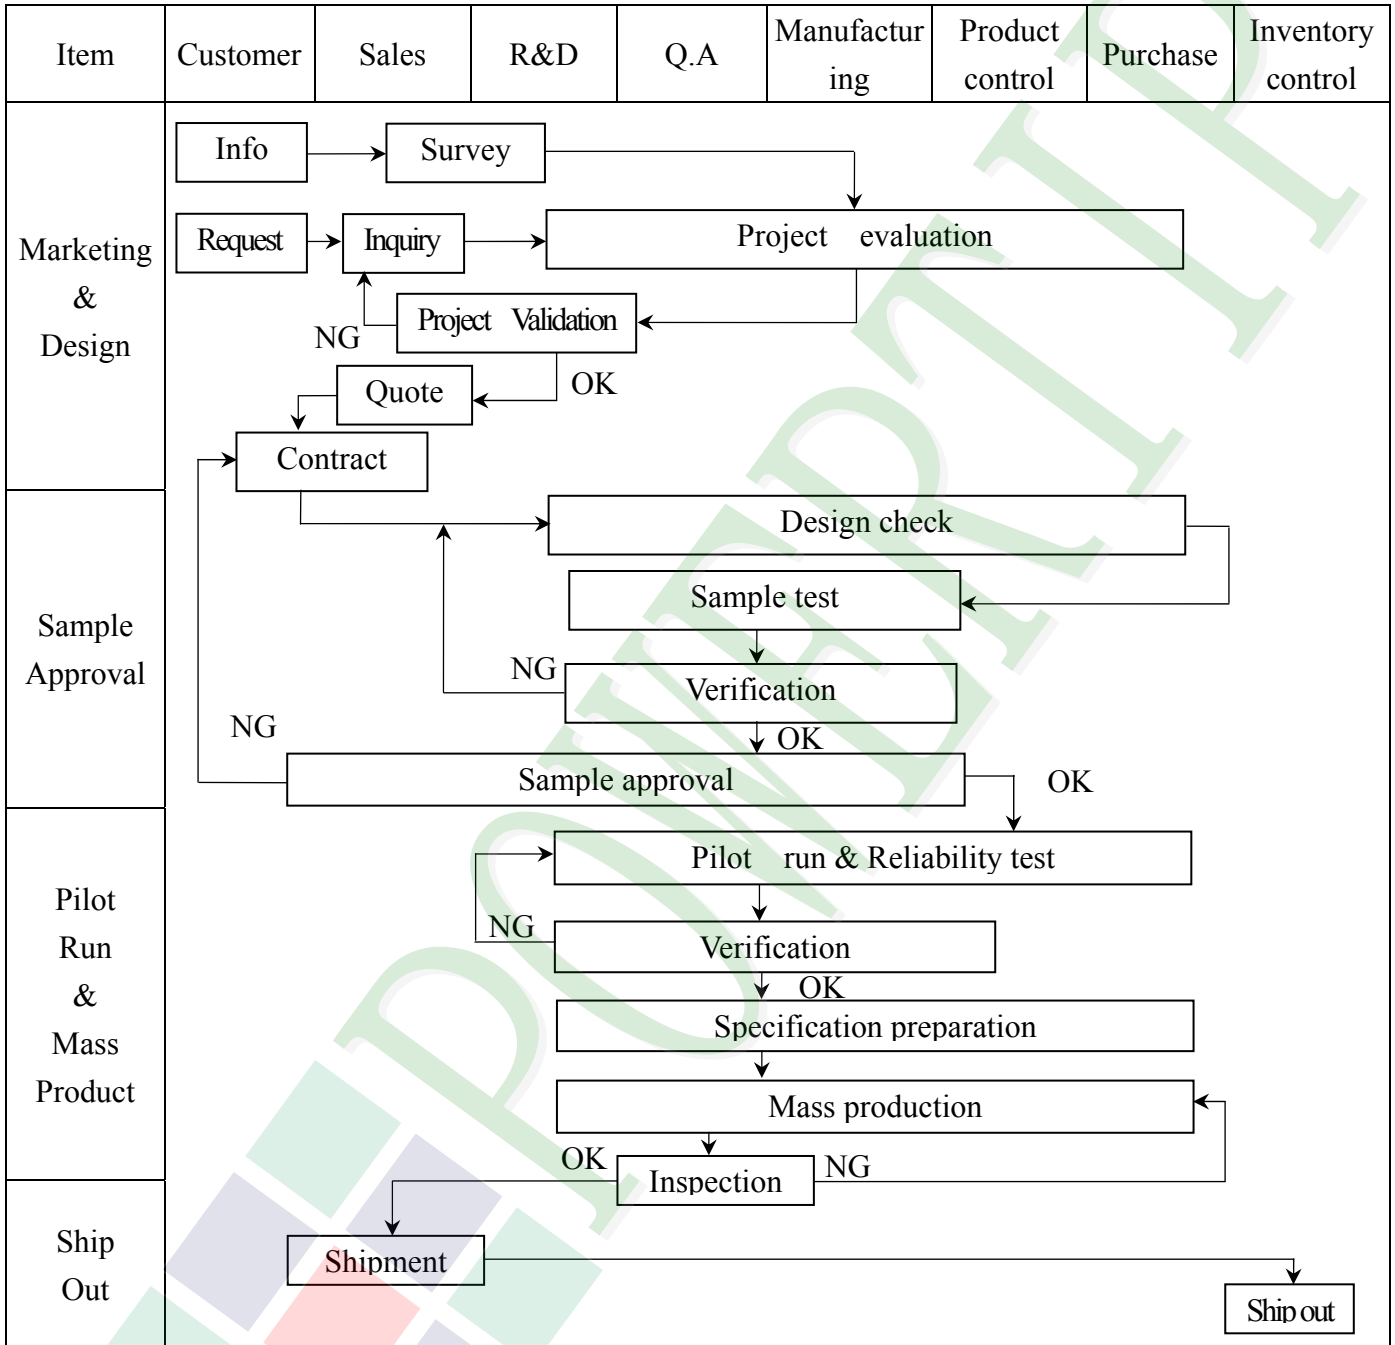 Item Customer Sales R&D Q.A Manufactur Product Purchase Inventory
ing control control
Info Survey
Request Inquiry Project evaluation
Marketing
&
Design
Project Validation
NG
OK
Quote
Contract
Design check
Sample test
Sample
Approval
NG
Verification
NG
OK
Sample approval
OK
Pilot run & Reliability test
Pilot
Run
&
Mass
Product
NG
Verification
OK
Specification preparation
Mass production
OK
NG
Inspection
Ship
Out
Shipment
Ship out
POWERTIP